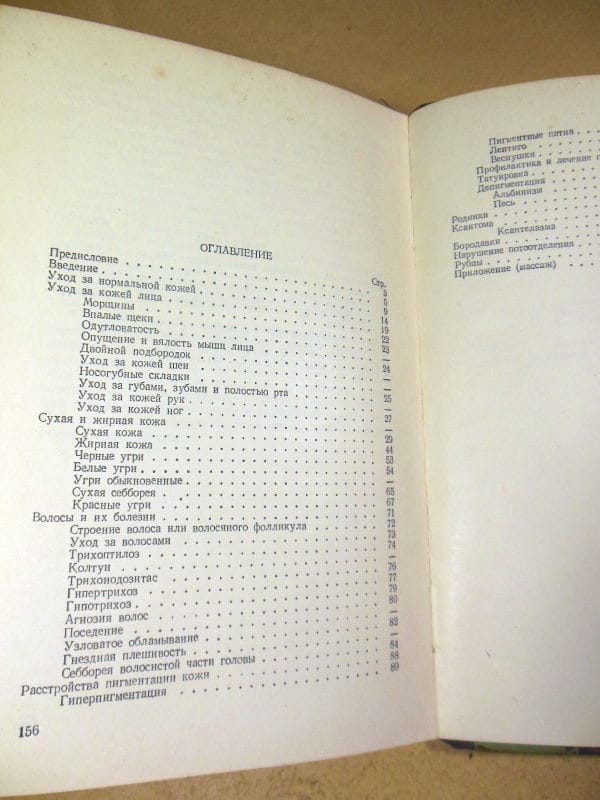 ОГЛАВЛЕНИЕ
Стр.
Предисловие 3
Введение 5
Уход за нормальной кожей 9
Уход за кожей лица 14
Морщины 19
Впалые щеки 22
Одутловатость 23
Опущение и вялость мышц лица —
Двойной подбородок 24
Уход за кожей шеи —
Носогубные складки —
Уход за губами, зубами и полостью рта 25
Уход за кожей рук —
Уход за кожей ног 27
Сухая и жирная кожа —
Сухая кожа 29
Жирная кожа 44
Черные угри 53
Белые угри 54
Угри обыкновенные —
Сухая себборея 65
Красные угри 67
Волосы и их болезни 71
Строение волоса или волосяного фолликула 72
Уход за волосами 73
Трихоптилоз 74
Колтун —
Трихонодозитас 76
Гипертрихоз 77
Гипотрихоз 79
Агнозия волос 80
Поседение —
Узловатое обламывание 82
Гнездная плешивость —
Себборея волосистой части головы 84
Расстройства пигментации кожи 88
Гиперпигментация 89
156
Пигментные пятна
Лентиго
Веснушки
Профилактика и лечение
Татуировка
Депигментация
Альбинизм
Песь
Родинки
Ксантома
Ксантелазма
Бородавки
Нарушение потоотделения
Рубцы
Приложение (массаж)